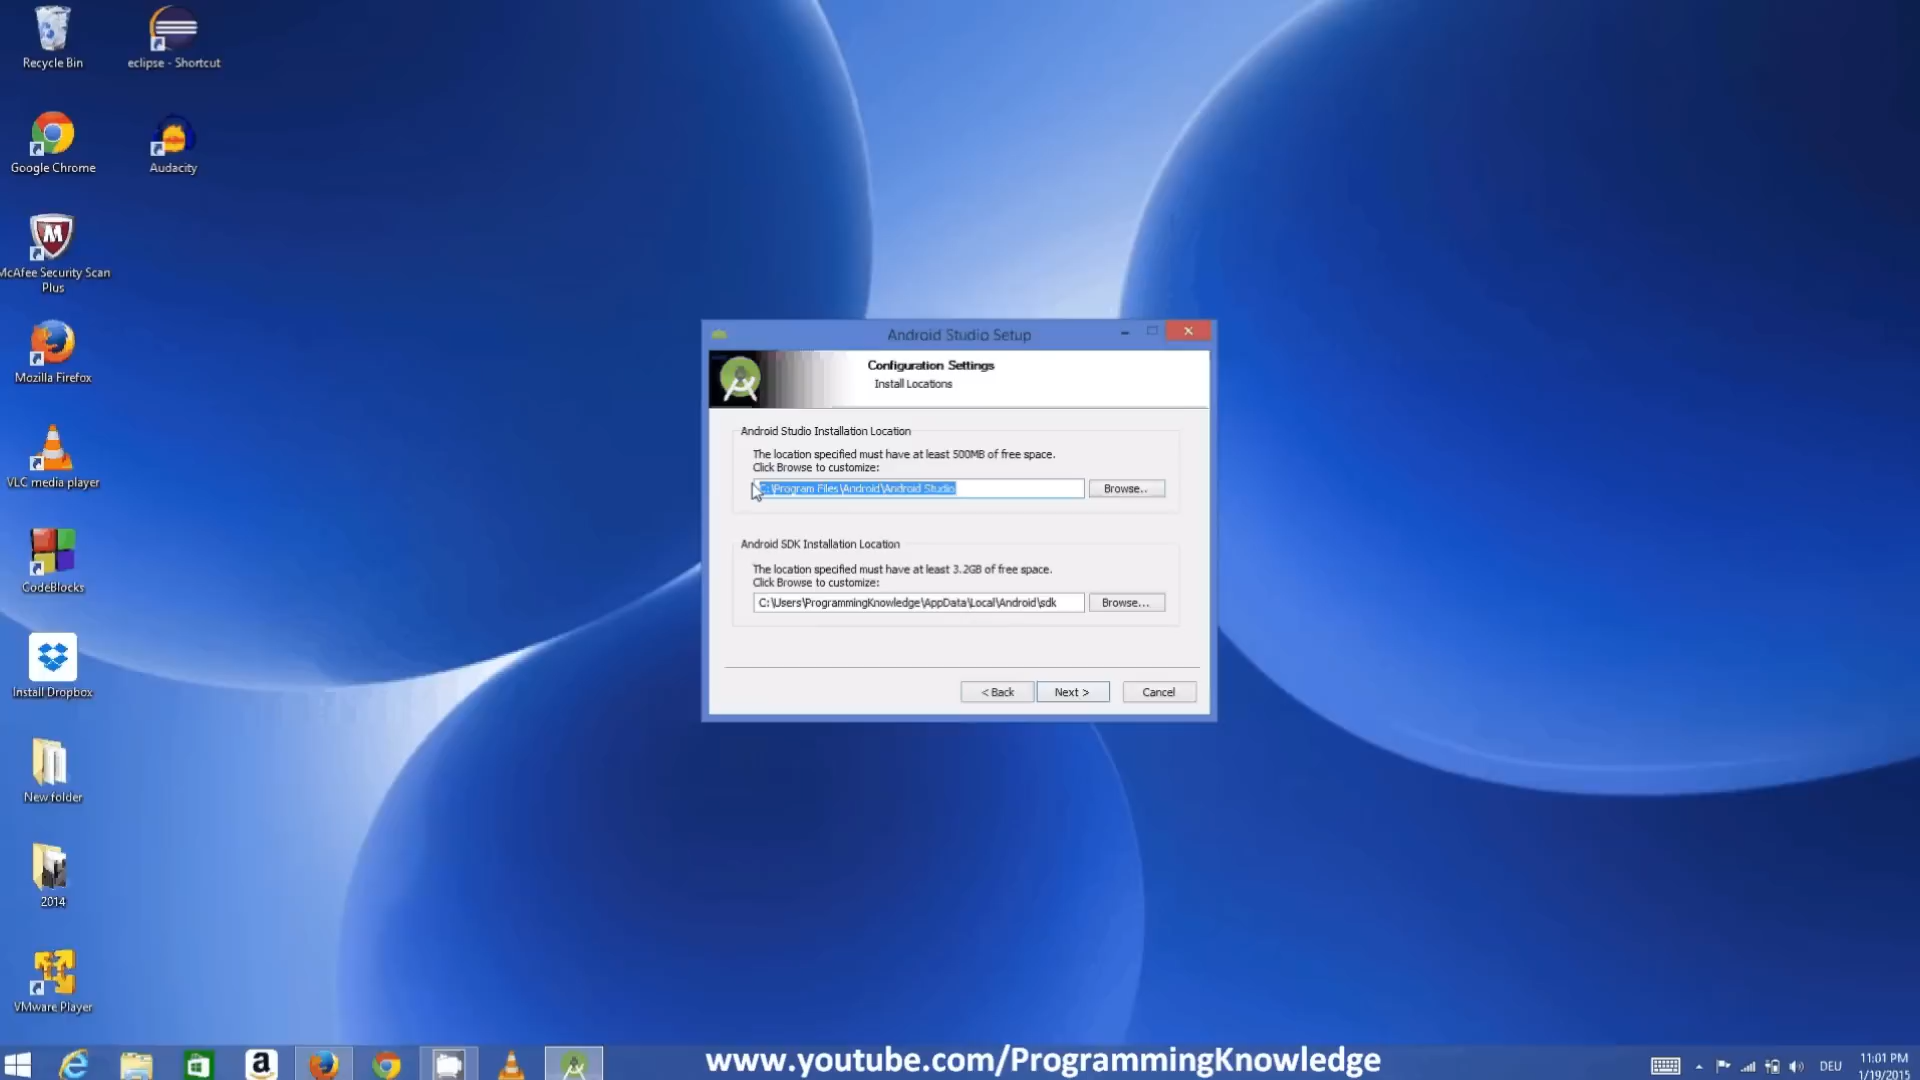 Recycle Bin
eclipse - Shortcut
Google Chrome
Audacity
McAfee Security Scan
Plus
Mozilla Firefox
VLC media player
CodeBlocks
Install Dropbox
New folder
2014
VMware Player
Android Studio Setup
Configuration Settings
Install Locations
Android Studio Installation Location
The location specified must have at least 500MB of free space.
Click Browse to customize:
C:\Program Files\Android\Android Studio
Browse..
Android SDK Installation Location
The location specified must have at least 3.2GB of free space.
Click Browse to customize:
C:\Users\ProgrammingKnowledge\AppData\Local\Android\sdk
Browse...
< Back
Next >
Cancel
www.youtube.com/ProgrammingKnowledge
DEU
11:01 PM
1/19/2015